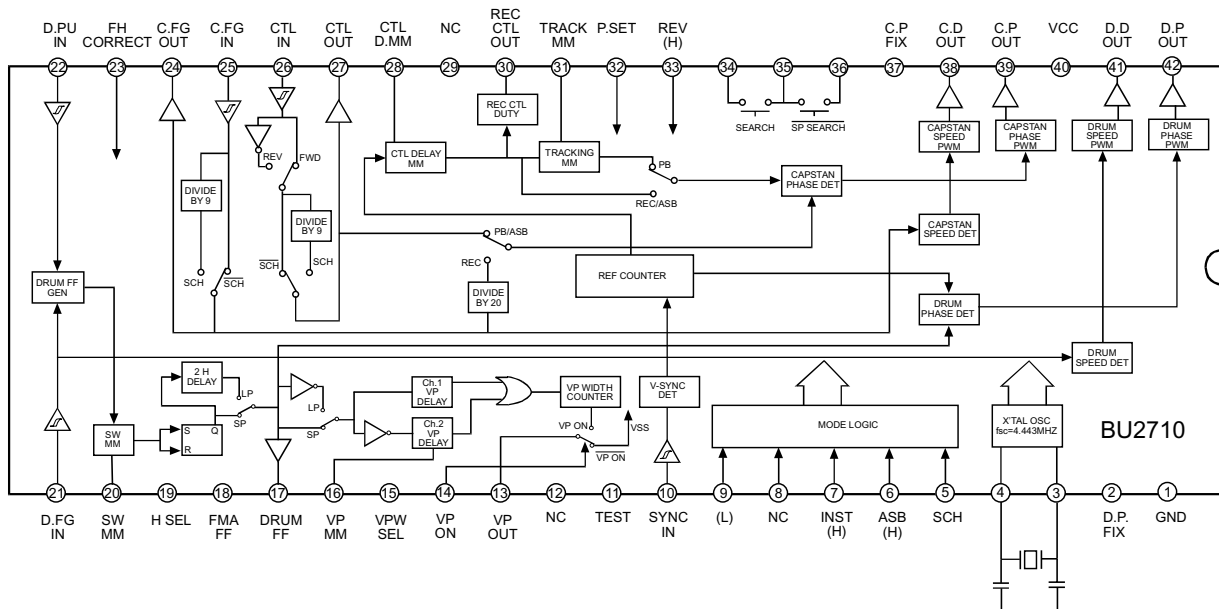 D.PU
IN
FH
CORRECT
C.FG
OUT
C.FG
IN
CTL
IN
CTL
OUT
CTL
D.MM
NC
REC
CTL
OUT
TRACK
MM
P.SET
REV
(H)
C.P
FIX
C.D
OUT
C.P
OUT
VCC
D.D
OUT
D.P
OUT
22
23
24
25
26
27
28
29
30
31
32
33
34
35
36
37
38
39
40
41
42
REC CTL
DUTY
SEARCH
SP SEARCH
CAPSTAN
SPEED
PWM
CAPSTAN
PHASE
PWM
DRUM
SPEED
PWM
DRUM
PHASE
PWM
REV
FWD
CTL DELAY
MM
TRACKING
MM
PB
REC/ASB
CAPSTAN
PHASE DET
DIVIDE
BY 9
DIVIDE
BY 9
PB/ASB
CAPSTAN
SPEED DET
SCH
SCH
SCH
SCH
REC
REF COUNTER
DRUM FF
GEN
DIVIDE
BY 20
DRUM
PHASE DET
DRUM
SPEED DET
2 H
DELAY
LP
SP
LP
SP
Ch.1
VP
DELAY
Ch.2
VP
DELAY
VP WIDTH
COUNTER
V-SYNC
DET
VP ON
VP ON
VSS
MODE LOGIC
X'TAL OSC
fsc=4.443MHZ
BU2710
SW
MM
S
Q
R
21
20
19
18
17
16
15
14
13
12
11
10
9
8
7
6
5
4
3
2
1
D.FG
IN
SW
MM
H SEL
FMA
FF
DRUM
FF
VP
MM
VPW
SEL
VP
ON
VP
OUT
NC
TEST
SYNC
IN
(L)
NC
INST
(H)
ASB
(H)
SCH
D.P.
FIX
GND